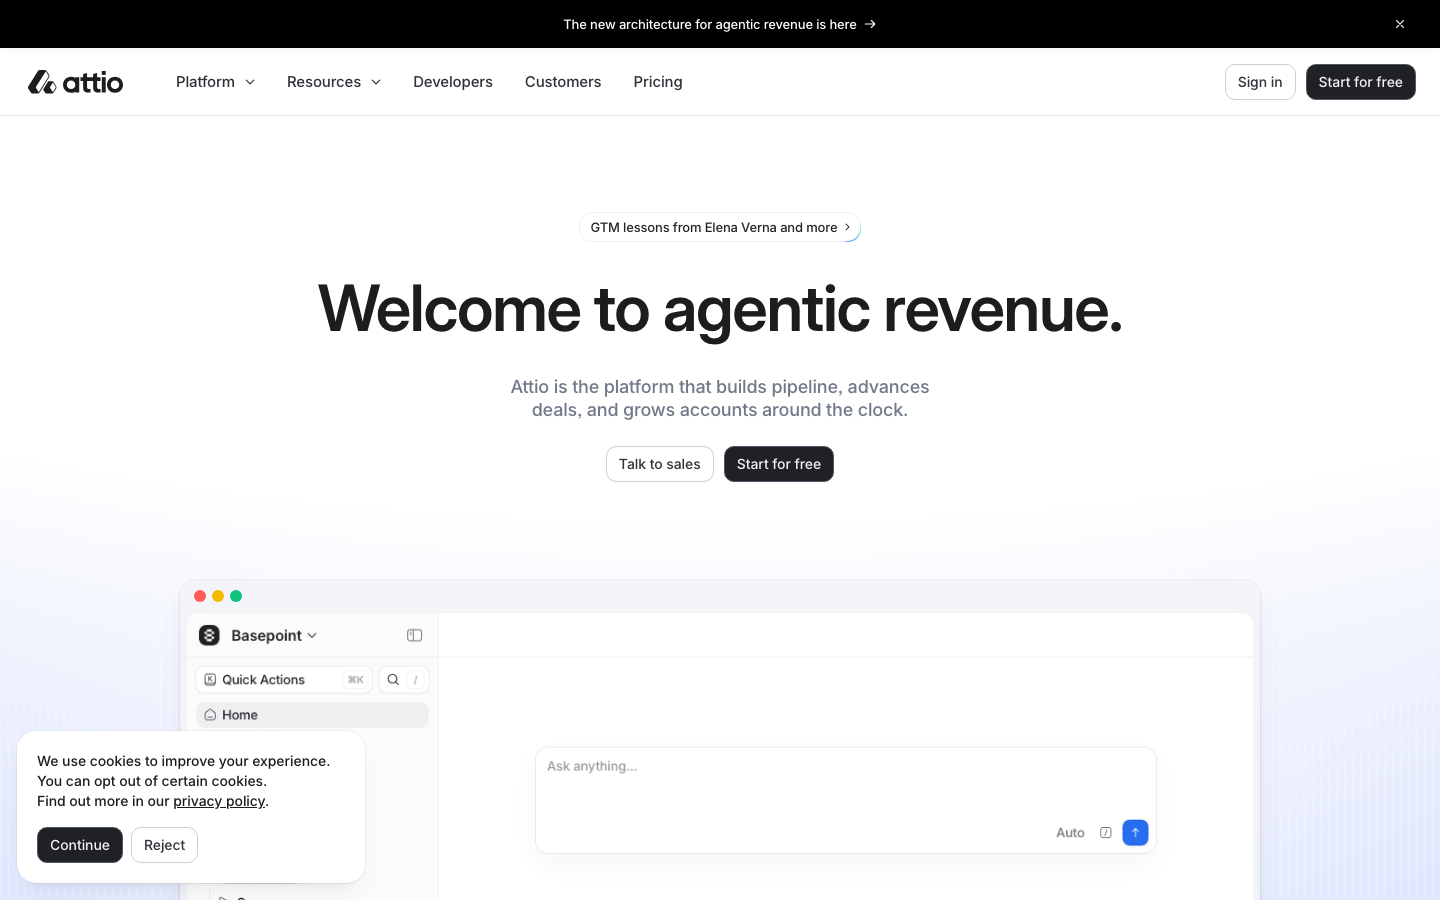 The new architecture for agentic revenue is here →
attio
Platform
Resources
Developers
Customers
Pricing
Sign in
Start for free
GTM lessons from Elena Verna and more
Welcome to agentic revenue.
Attio is the platform that builds pipeline, advances
deals, and grows accounts around the clock.
Talk to sales
Start for free
Basepoint
Quick Actions
⌘K
/
Home
Ask anything...
Auto
/
We use cookies to improve your experience.
You can opt out of certain cookies.
Find out more in our privacy policy.
Continue
Reject